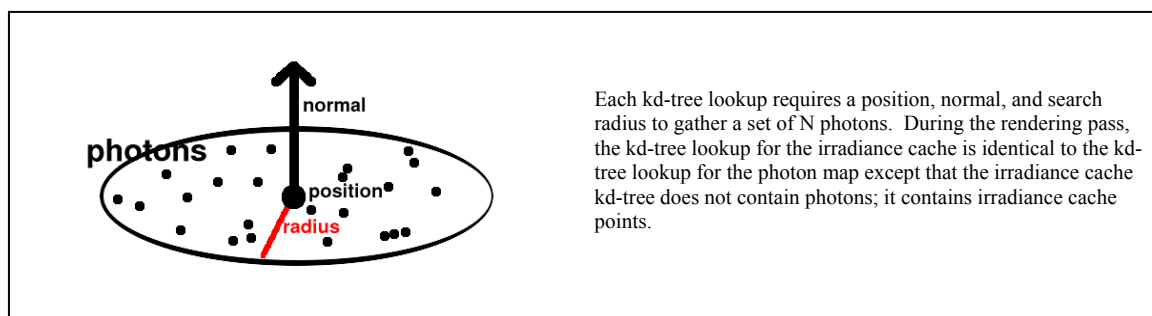 normal
photons
position
radius
Each kd-tree lookup requires a position, normal, and search
radius to gather a set of N photons.  During the rendering pass,
the kd-tree lookup for the irradiance cache is identical to the kd-
tree lookup for the photon map except that the irradiance cache
kd-tree does not contain photons; it contains irradiance cache
points.